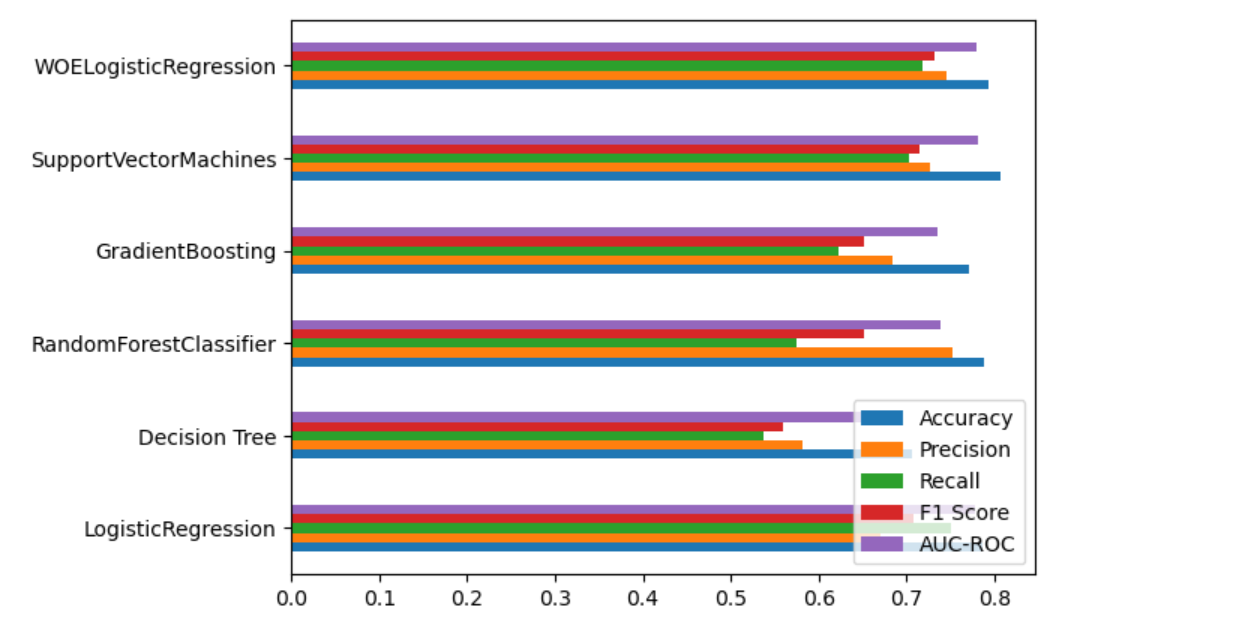 WOELogisticRegression
SupportVectorMachines
GradientBoosting
RandomForestClassifier
Decision Tree
LogisticRegression
Accuracy
Precision
Recall
F1 Score
AUC-ROC
0.0 0.1 0.2 0.3 0.4 0.5 0.6 0.7 0.8